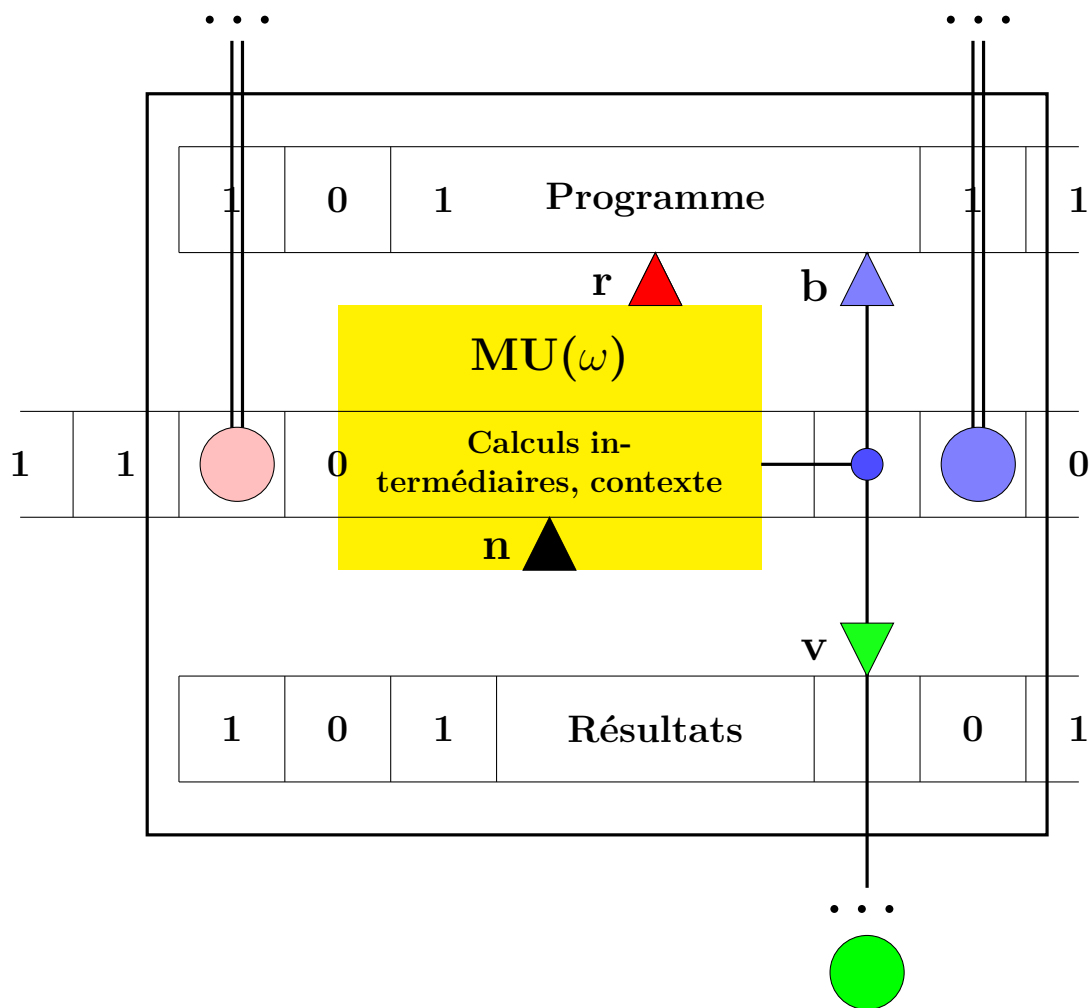 . . . . . .
1 0 1 Programme 1 1
r b
MU(ω)
1 1 0 Calculs in-
termédiaires, contexte 0
n
v
1 0 1 Résultats 0 1
. . .